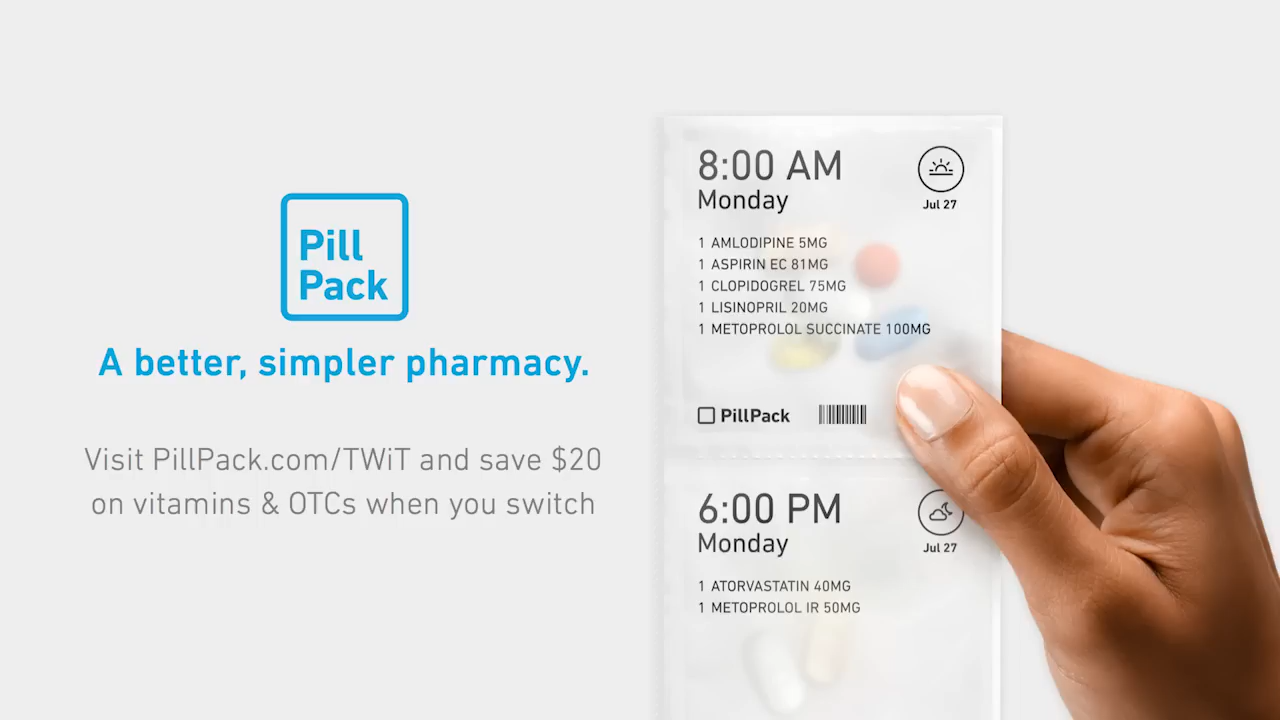 Pill
Pack
A better, simpler pharmacy.
Visit PillPack.com/TWiT and save $20
on vitamins & OTCs when you switch
8:00 AM
Monday
Jul 27
1 AMLODIPINE 5MG
1 ASPIRIN EC 81MG
1 CLOPIDOGREL 75MG
1 LISINOPRIL 20MG
1 METOPROLOL SUCCINATE 100MG
PillPack
6:00 PM
Monday
Jul 27
1 ATORVASTATIN 40MG
1 METOPROLOL IR 50MG